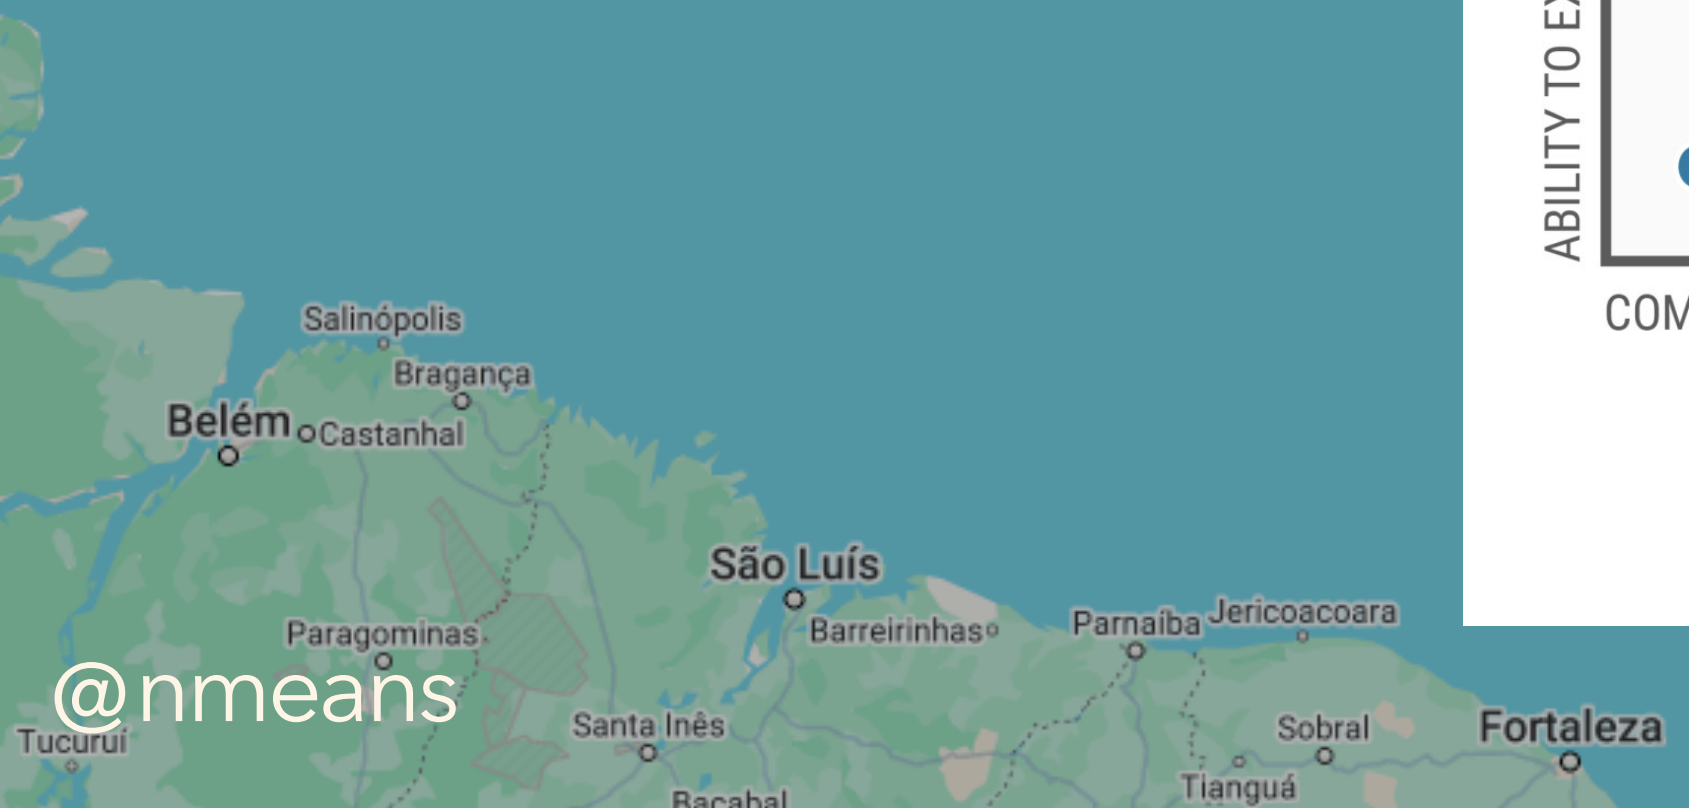 ABILITY TO
Salinópolis
Bragança
Belém
Castanhal
São Luís
Paragominas
Barreirinhas
Parnaíba
Jericoacoara
@nmeans
Santa Inês
Sobral
Fortaleza
Tucuruí
Tianguá
Bacabal